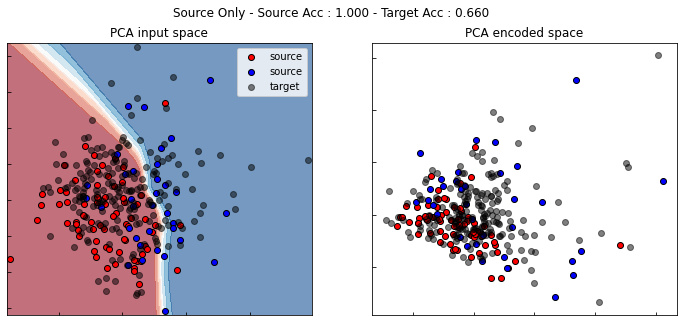 Source Only - Source Acc : 1.000 - Target Acc : 0.660
PCA input space
PCA encoded space
source
source
target